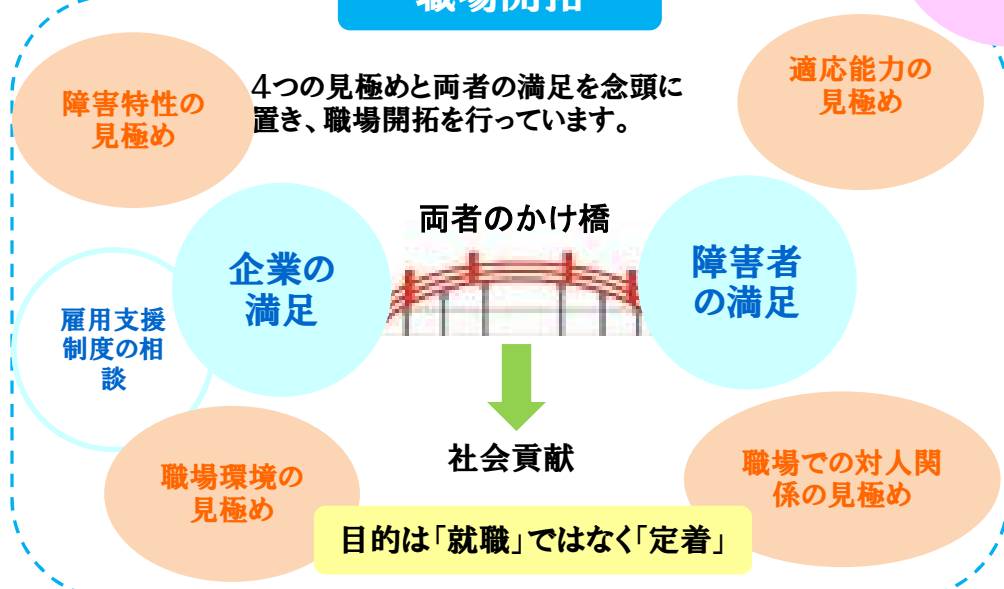 職場開拓
4つの見極めと両者の満足を念頭に
置き、職場開拓を行っています。
障害特性の
見極め
適応能力の
見極め
両者のかけ橋
企業の
満足
障害者
の満足
雇用支援
制度の相
談
社会貢献
職場環境の
見極め
職場での対人関
係の見極め
目的は「就職」ではなく「定着」